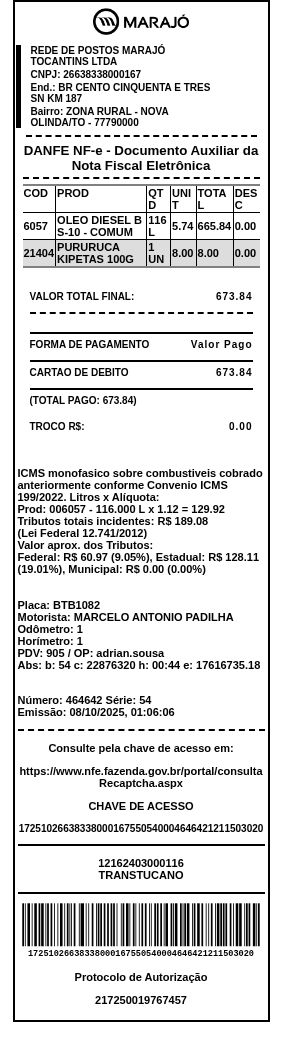 MARAJÓ
REDE DE POSTOS MARAJÓ
TOCANTINS LTDA
CNPJ: 26638338000167
End.: BR CENTO CINQUENTA E TRES
SN KM 187
Bairro: ZONA RURAL - NOVA
OLINDA/TO - 77790000
DANFE NF-e - Documento Auxiliar da
Nota Fiscal Eletrônica
COD PROD QTD UNIT TOTAL DESC
6057 OLEO DIESEL B S-10 - COMUM 116 L 5.74 665.84 0.00
21404 PURURUCA KIPETAS 100G 1 UN 8.00 8.00 0.00
VALOR TOTAL FINAL: 673.84
FORMA DE PAGAMENTO Valor Pago
CARTAO DE DEBITO 673.84
(TOTAL PAGO: 673.84)
TROCO R$: 0.00
ICMS monofasico sobre combustiveis cobrado
anteriormente conforme Convenio ICMS
199/2022. Litros x Alíquota:
Prod: 006057 - 116.000 L x 1.12 = 129.92
Tributos totais incidentes: R$ 189.08
(Lei Federal 12.741/2012)
Valor aprox. dos Tributos:
Federal: R$ 60.97 (9.05%), Estadual: R$ 128.11
(19.01%), Municipal: R$ 0.00 (0.00%)
Placa: BTB1082
Motorista: MARCELO ANTONIO PADILHA
Odômetro: 1
Horímetro: 1
PDV: 905 / OP: adrian.sousa
Abs: b: 54 c: 22876320 h: 00:44 e: 17616735.18
Número: 464642 Série: 54
Emissão: 08/10/2025, 01:06:06
Consulte pela chave de acesso em:
https://www.nfe.fazenda.gov.br/portal/consulta
Recaptcha.aspx
CHAVE DE ACESSO
17251026638338000167550540004646421211503020
12162403000116
TRANSTUCANO
17251026638338000167550540004646421211503020
Protocolo de Autorização
217250019767457